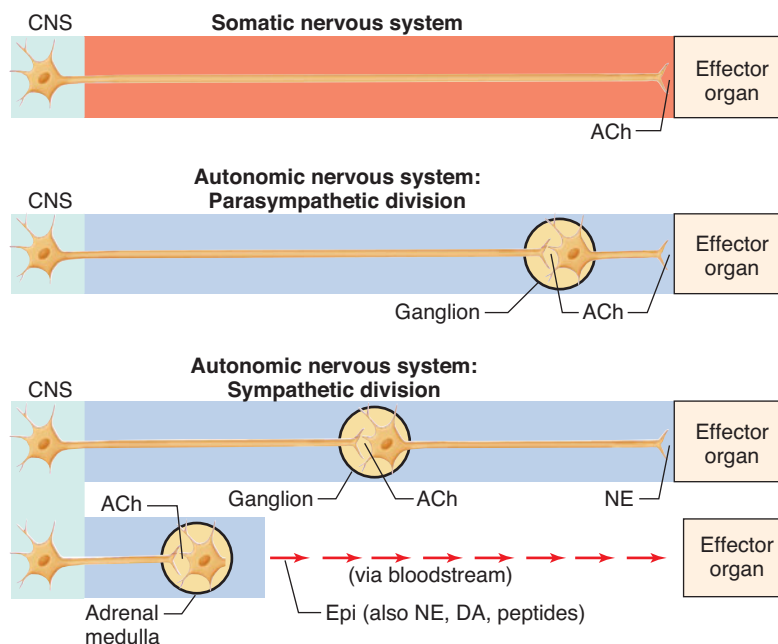 Somatic nervous system
CNS
Effector
organ
ACh
Autonomic nervous system:
Parasympathetic division
CNS
Effector
organ
Ganglion
ACh
Autonomic nervous system:
Sympathetic division
CNS
Effector
organ
Ganglion
ACh
NE
ACh
Effector
organ
(via bloodstream)
Adrenal
medulla
Epi (also NE, DA, peptides)